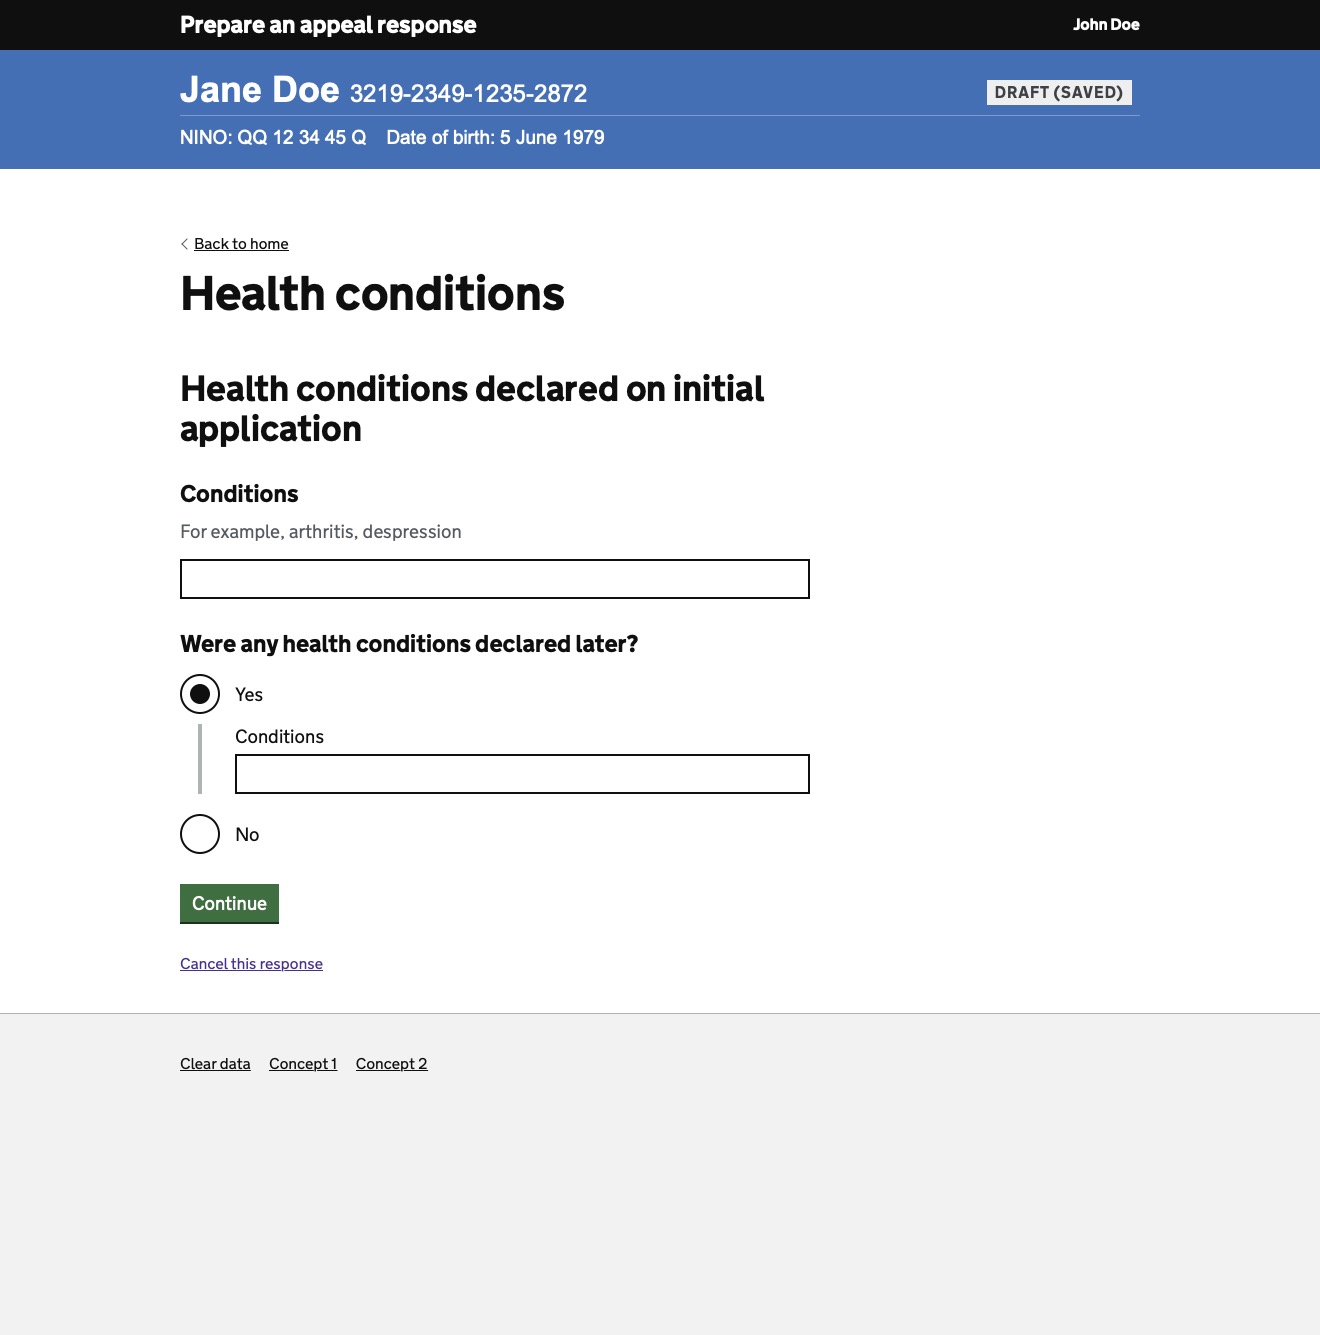 Prepare an appeal response John Doe
Jane Doe 3219-2349-1235-2872 DRAFT (SAVED)
NINO: QQ 12 34 45 Q Date of birth: 5 June 1979
Back to home
Health conditions
Health conditions declared on initial
application
Conditions
For example, arthritis, despression
Were any health conditions declared later?
Yes
Conditions
No
Continue
Cancel this response
Clear data Concept 1 Concept 2